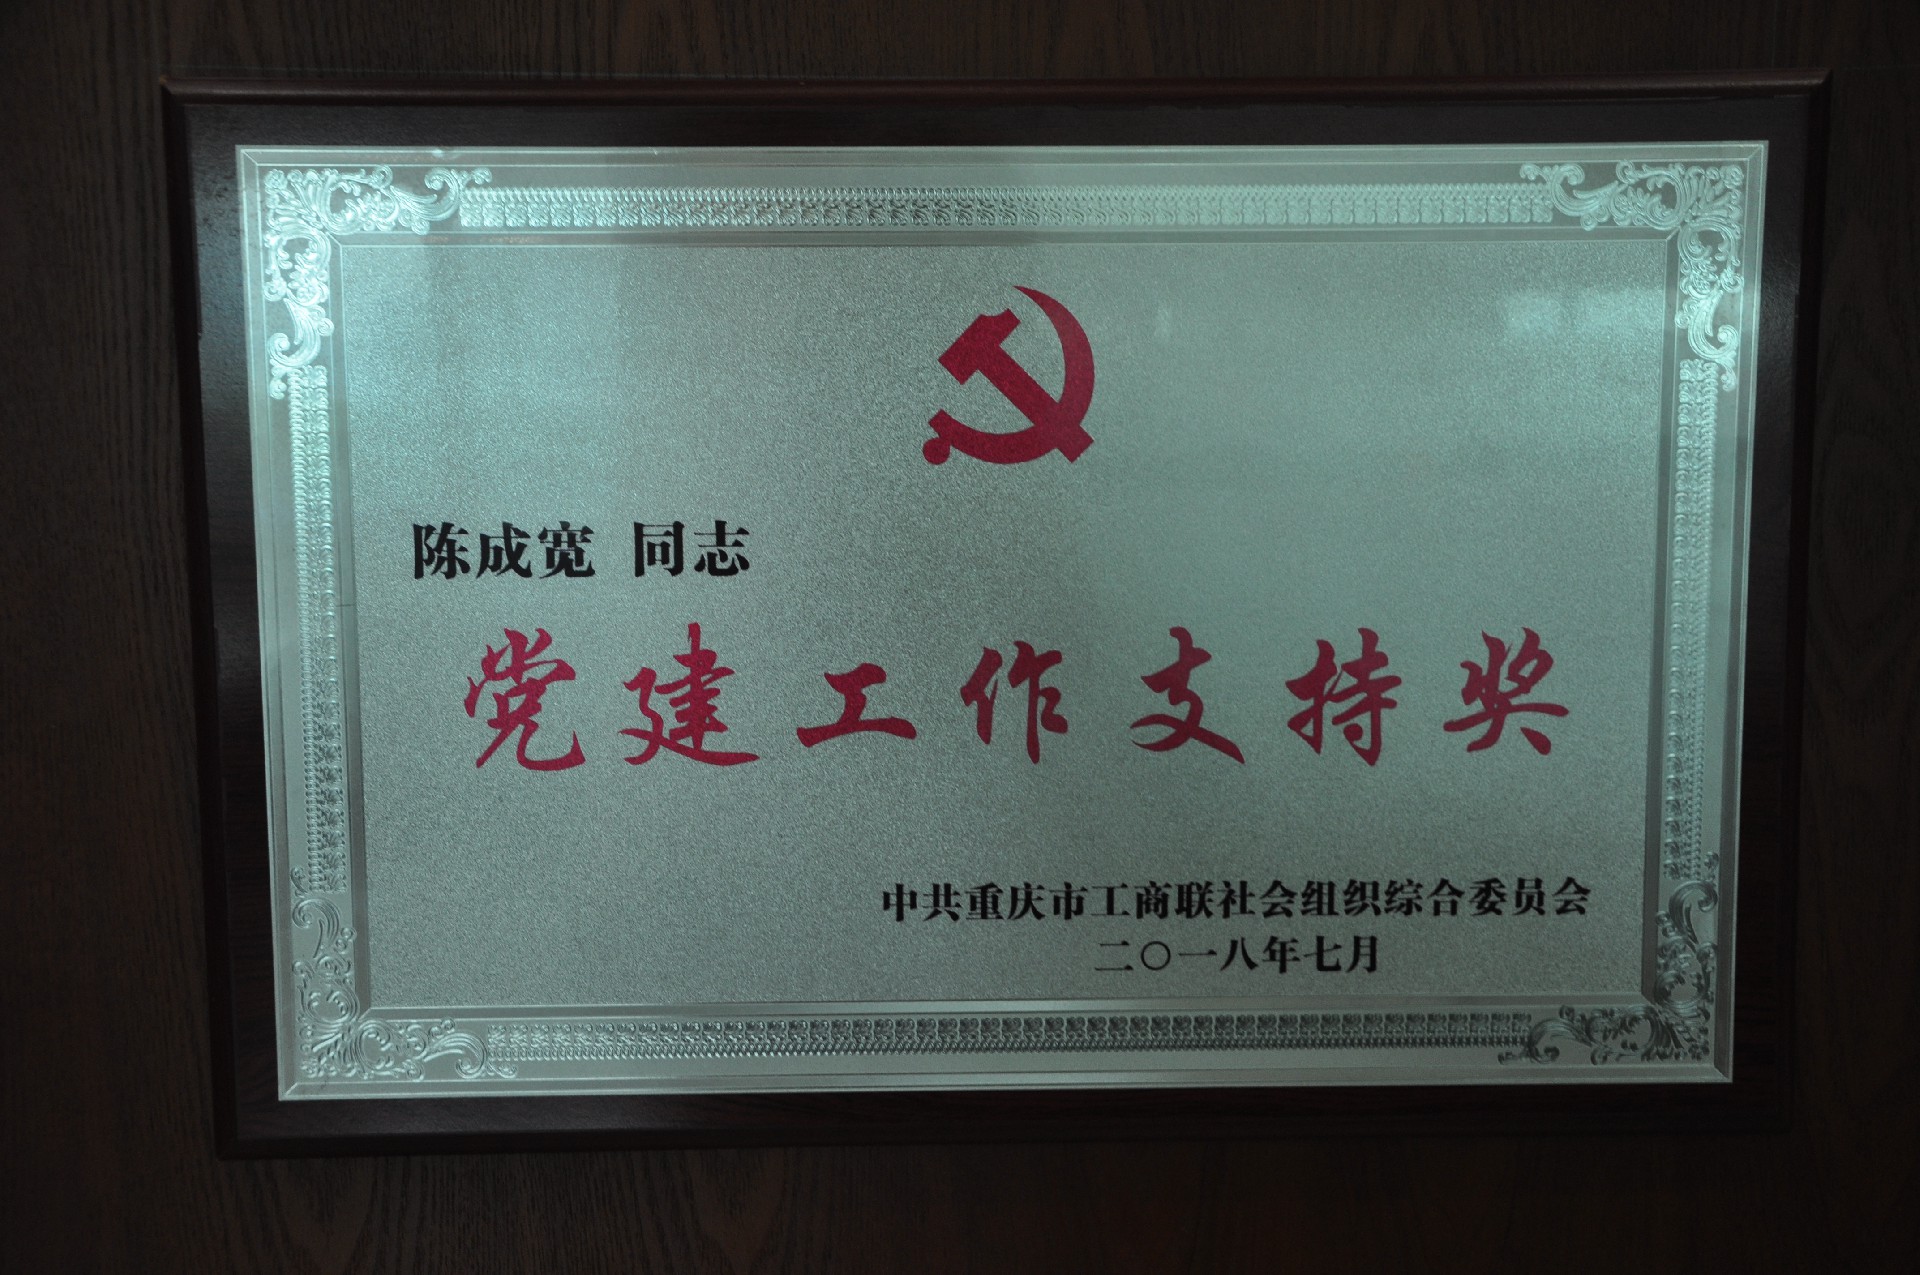 陈成宽 同志
党建工作支持奖
中共重庆市工商联社会组织综合委员会
二〇一八年七月